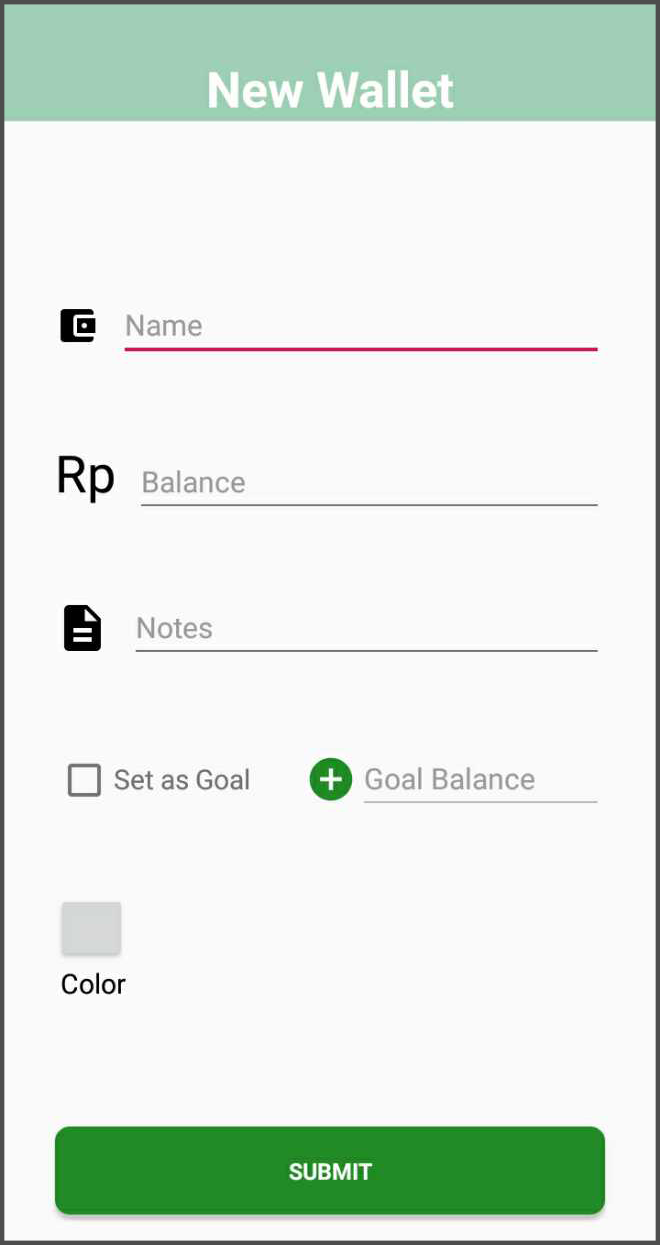 New Wallet
Name
Rp Balance
Notes
Set as Goal Goal Balance
Color
SUBMIT